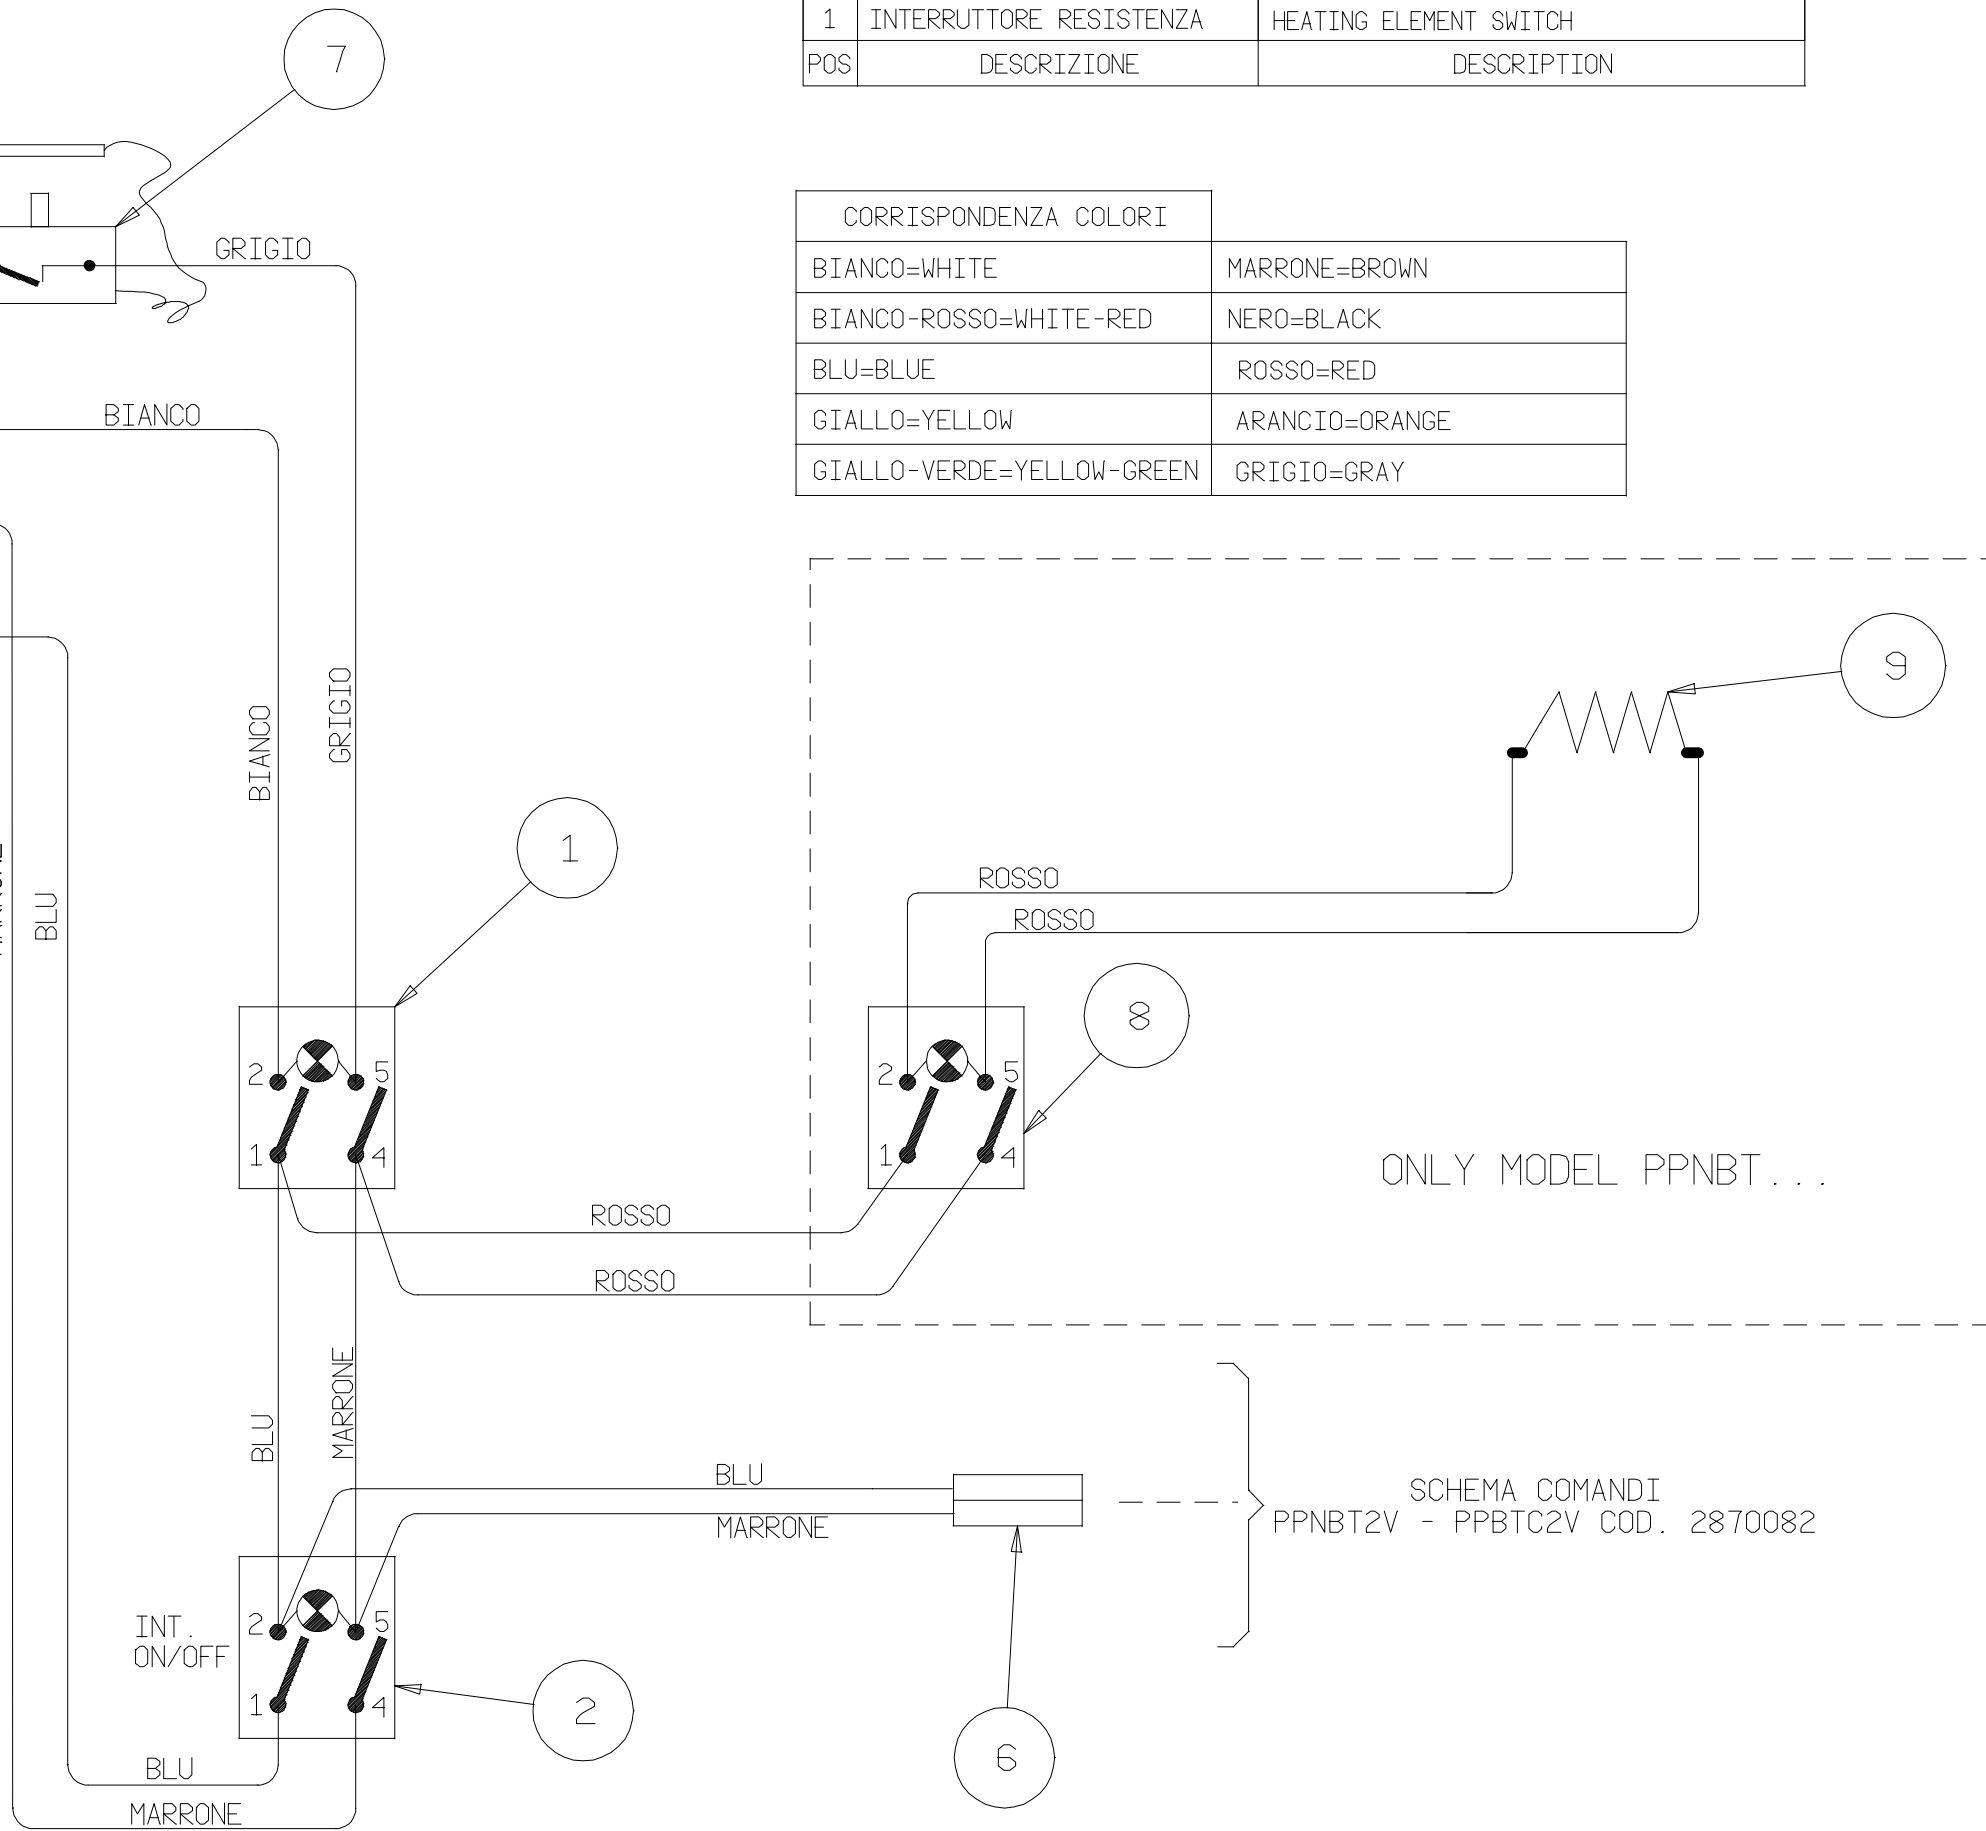 1 INTERRUTTORE RESISTENZA HEATING ELEMENT SWITCH
POS DESCRIZIONE DESCRIPTION
7
GRIGIO
CORRISPONDENZA COLORI
BIANCO=WHITE MARRONE=BROWN
BIANCO-ROSSO=WHITE-RED NERO=BLACK
BLU=BLUE ROSSO=RED
GIALLO=YELLOW ARANCIO=ORANGE
GIALLO-VERDE=YELLOW-GREEN GRIGIO=GRAY
BIANCO
BIANCO
GRIGIO
BLU
1
9
ROSSO
ROSSO
8
2 5
1 4
2 5
1 4
ONLY MODEL PPNBT...
ROSSO
ROSSO
BLU
MARRONE
BLU
MARRONE
SCHEMA COMANDI
PPNBT2V - PPBTC2V COD. 2870082
INT.
ON/OFF
2 5
1 4
2
6
BLU
MARRONE